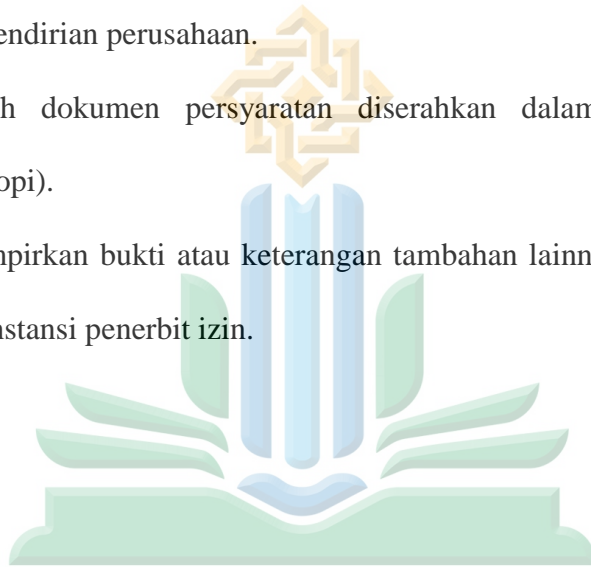 endirian perusahaan.
h dokumen persyaratan diserahkan dalam
opi).
npirkan bukti atau keterangan tambahan lainn
nstansi penerbit izin.